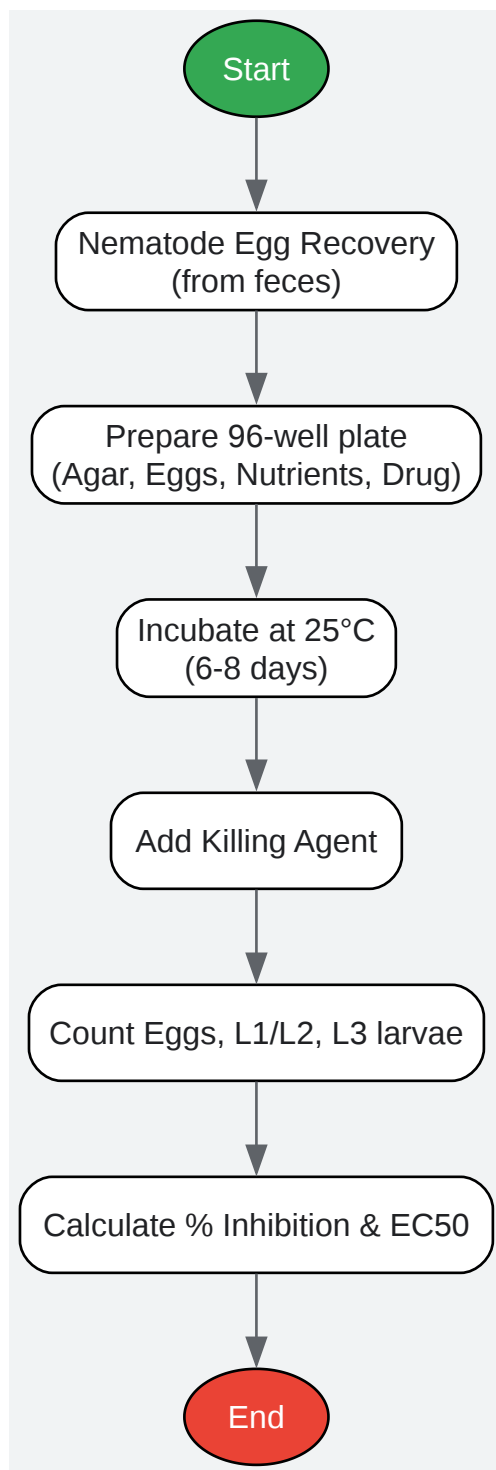 Start
Nematode Egg Recovery
(from feces)
Prepare 96-well plate
(Agar, Eggs, Nutrients, Drug)
Incubate at 25°C
(6-8 days)
Add Killing Agent
Count Eggs, L1/L2, L3 larvae
Calculate % Inhibition & EC50
End